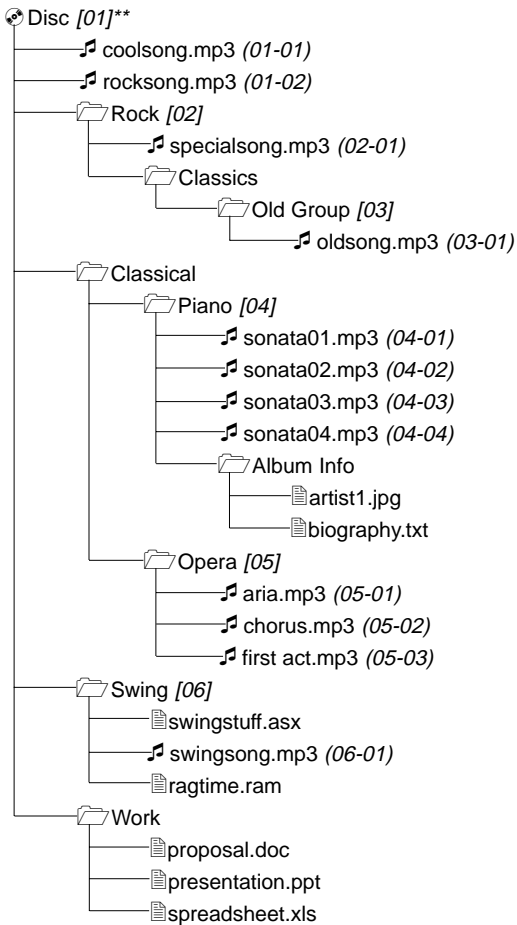 Disc [01]**
coolsong.mp3 (01-01)
rocksong.mp3 (01-02)
Rock [02]
specialsong.mp3 (02-01)
Classics
Old Group [03]
oldsong.mp3 (03-01)
Classical
Piano [04]
sonata01.mp3 (04-01)
sonata02.mp3 (04-02)
sonata03.mp3 (04-03)
sonata04.mp3 (04-04)
Album Info
artist1.jpg
biography.txt
Opera [05]
aria.mp3 (05-01)
chorus.mp3 (05-02)
first act.mp3 (05-03)
Swing [06]
swingstuff.asx
swingsong.mp3 (06-01)
ragtime.ram
Work
proposal.doc
presentation.ppt
spreadsheet.xls